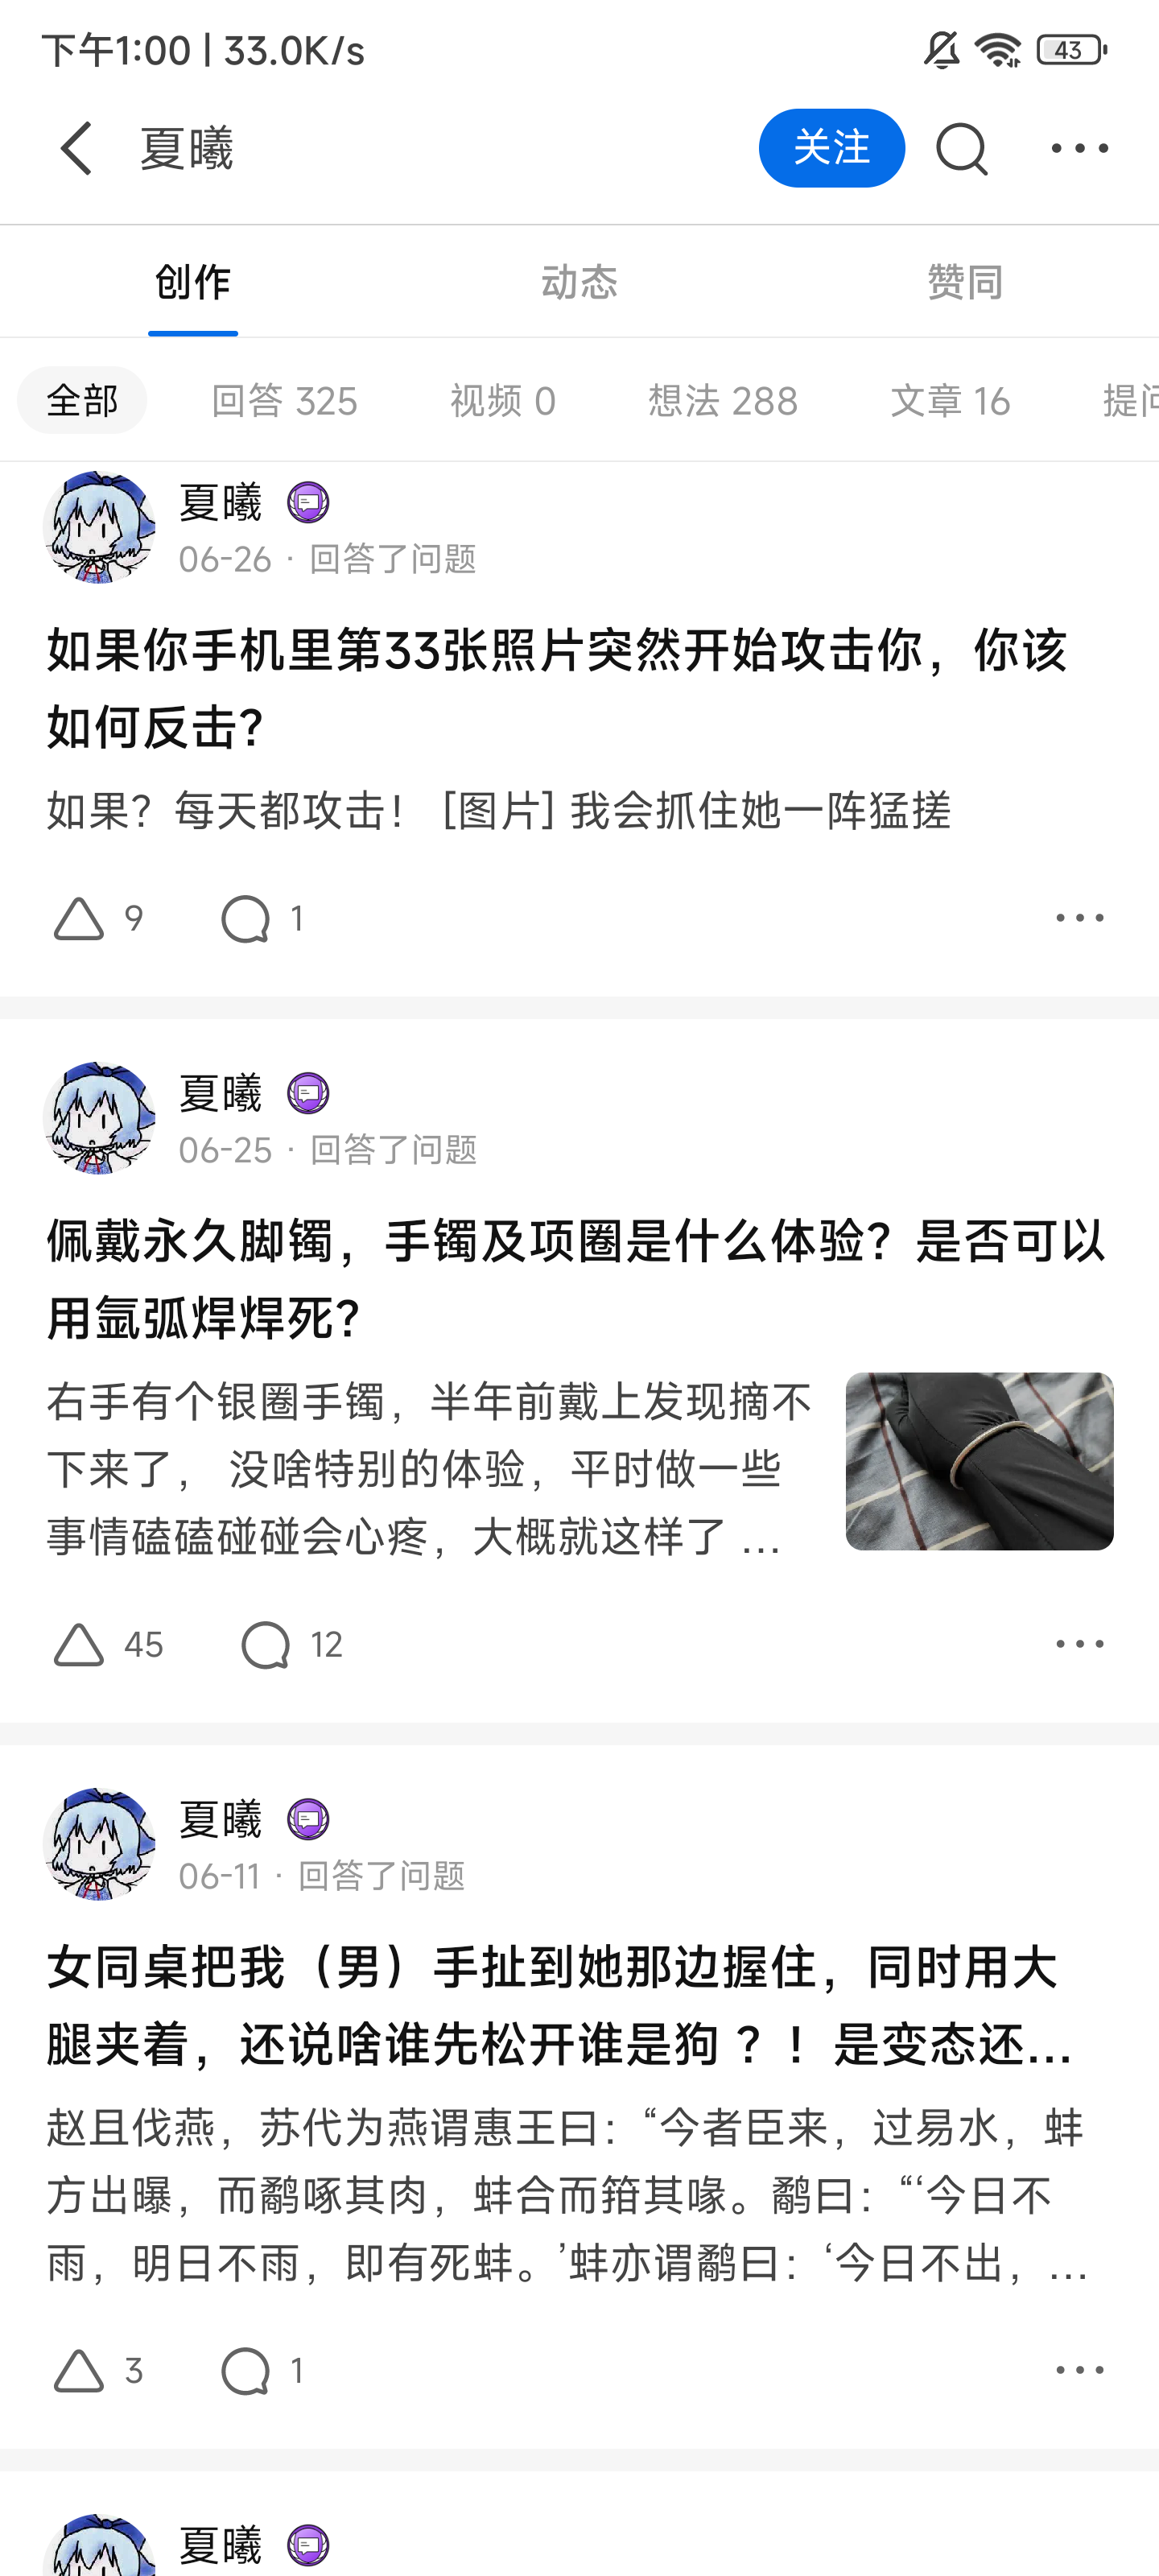 下午1:00 | 33.0K/s
43
夏曦
关注
创作
动态
赞同
全部
回答 325
视频 0
想法 288
文章 16
提问
夏曦
06-26 · 回答了问题
如果你手机里第33张照片突然开始攻击你，你该
如何反击？
如果？每天都攻击！ [图片] 我会抓住她一阵猛搓
9
1
夏曦
06-25 · 回答了问题
佩戴永久脚镯，手镯及项圈是什么体验？是否可以
用氩弧焊焊死？
右手有个银圈手镯，半年前戴上发现摘不
下来了， 没啥特别的体验，平时做一些
事情磕磕碰碰会心疼，大概就这样了 ...
45
12
夏曦
06-11 · 回答了问题
女同桌把我（男）手扯到她那边握住，同时用大
腿夹着，还说啥谁先松开谁是狗 ？！是变态还...
赵且伐燕，苏代为燕谓惠王曰：“今者臣来，过易水，蚌
方出曝，而鹬啄其肉，蚌合而箝其喙。鹬曰：“‘今日不
雨，明日不雨，即有死蚌。’蚌亦谓鹬曰：‘今日不出，...
3
1
夏曦